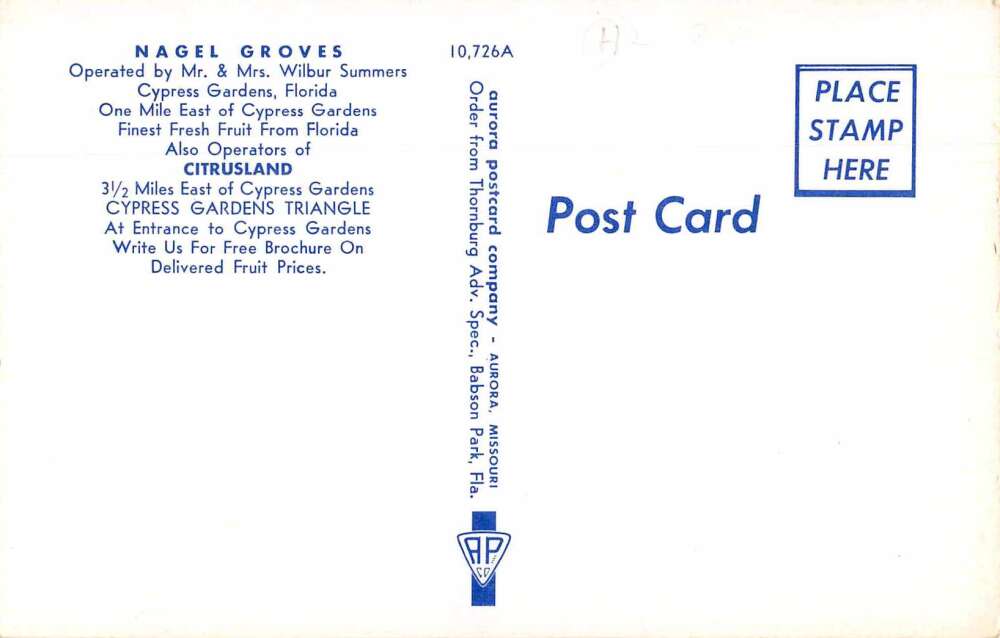 NAGEL GROVES
Operated by Mr. & Mrs. Wilbur Summers
Cypress Gardens, Florida
One Mile East of Cypress Gardens
Finest Fresh Fruit From Florida
Also Operators of
CITRUSLAND
3½ Miles East of Cypress Gardens
CYPRESS GARDENS TRIANGLE
At Entrance to Cypress Gardens
Write Us For Free Brochure On
Delivered Fruit Prices.
10,726A
aurora postcard company - AURORA, MISSOURI
Order from Thornburg Adv. Spec., Babson Park, Fla.
AP
CO
(H)
PLACE
STAMP
HERE
Post Card